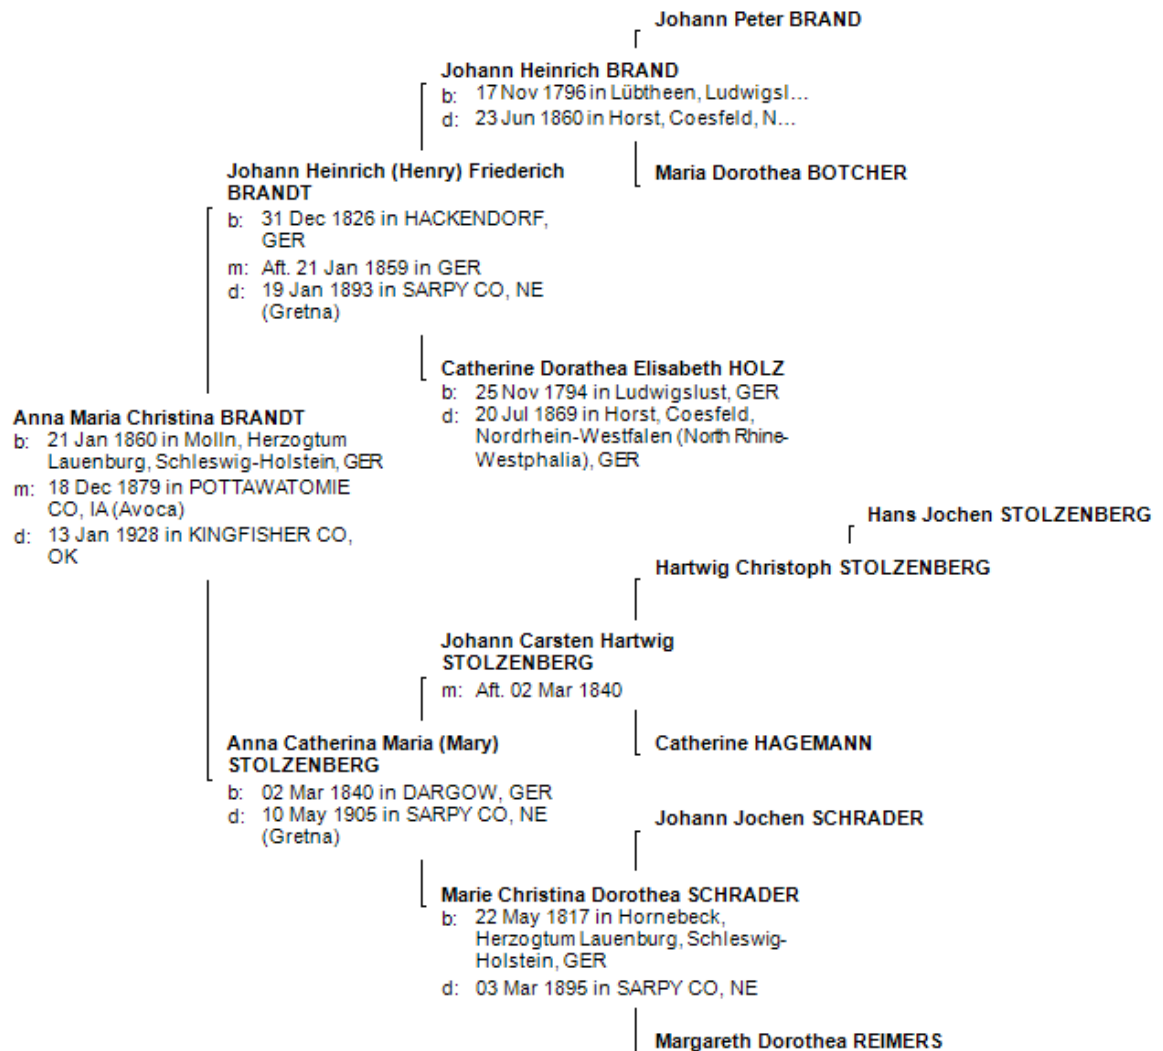 Johann Peter BRAND
Johann Heinrich BRAND
b: 17 Nov 1796 in Lübtheen, Ludwigsl...
d: 23 Jun 1860 in Horst, Coesfeld, N...
Johann Heinrich (Henry) Friederich
BRANDT
Maria Dorothea BOTCHER
b: 31 Dec 1826 in HACKENDORF,
GER
m: Aft. 21 Jan 1859 in GER
d: 19 Jan 1893 in SARPY CO, NE
(Gretna)
Catherine Dorathea Elisabeth HOLZ
b: 25 Nov 1794 in Ludwigslust, GER
d: 20 Jul 1869 in Horst, Coesfeld,
Nordrhein-Westfalen (North Rhine-
Westphalia), GER
Anna Maria Christina BRANDT
b: 21 Jan 1860 in Molln, Herzogtum
Lauenburg, Schleswig-Holstein, GER
m: 18 Dec 1879 in POTTAWATOMIE
CO, IA (Avoca)
d: 13 Jan 1928 in KINGFISHER CO,
OK
Hans Jochen STOLZENBERG
Hartwig Christoph STOLZENBERG
Johann Carsten Hartwig
STOLZENBERG
m: Aft. 02 Mar 1840
Anna Catherina Maria (Mary)
STOLZENBERG
Catherine HAGEMANN
b: 02 Mar 1840 in DARGOW, GER
d: 10 May 1905 in SARPY CO, NE
(Gretna)
Johann Jochen SCHRADER
Marie Christina Dorothea SCHRADER
b: 22 May 1817 in Hornebeck,
Herzogtum Lauenburg, Schleswig-
Holstein, GER
d: 03 Mar 1895 in SARPY CO, NE
Margareth Dorothea REIMERS